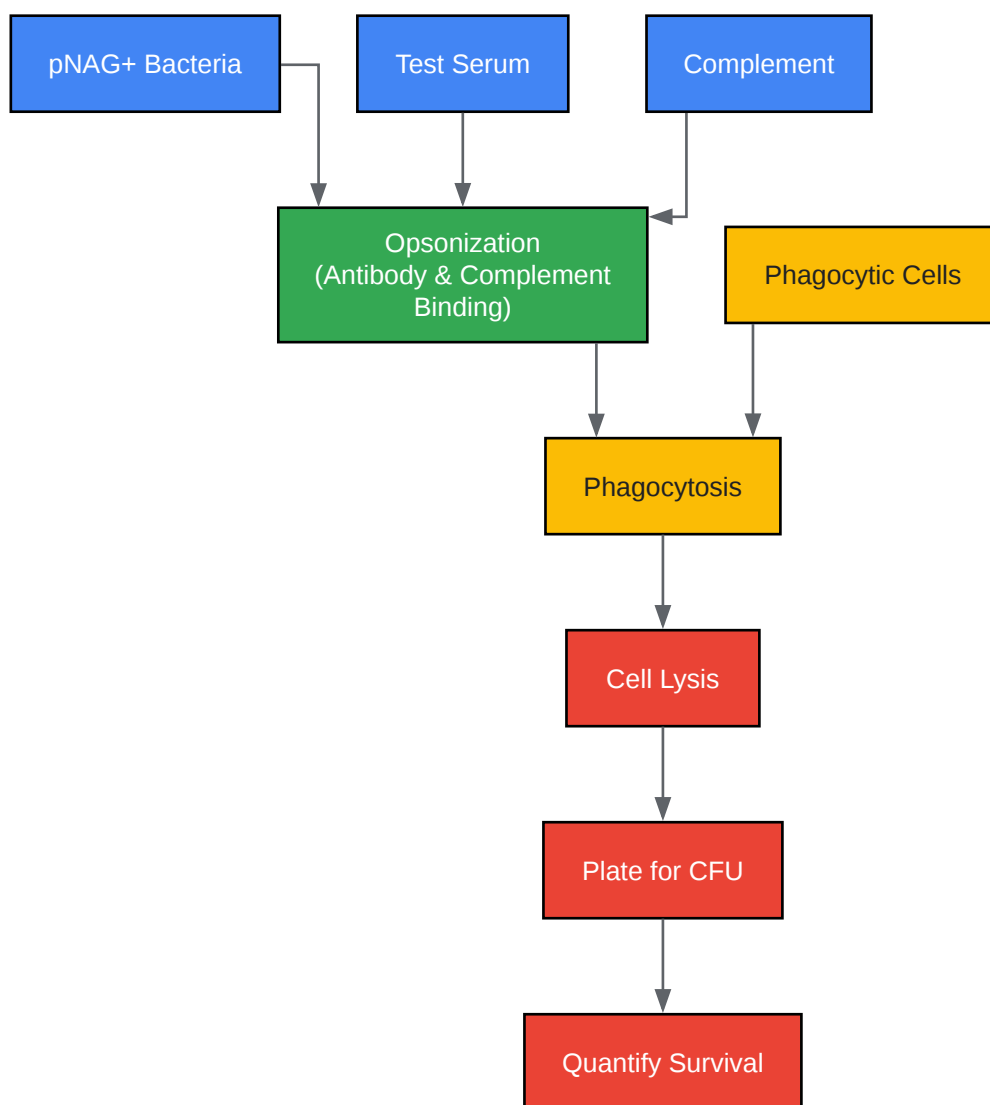 pNAG+ Bacteria
Test Serum
Complement
Opsonization
(Antibody & Complement
Binding)
Phagocytic Cells
Phagocytosis
Cell Lysis
Plate for CFU
Quantify Survival